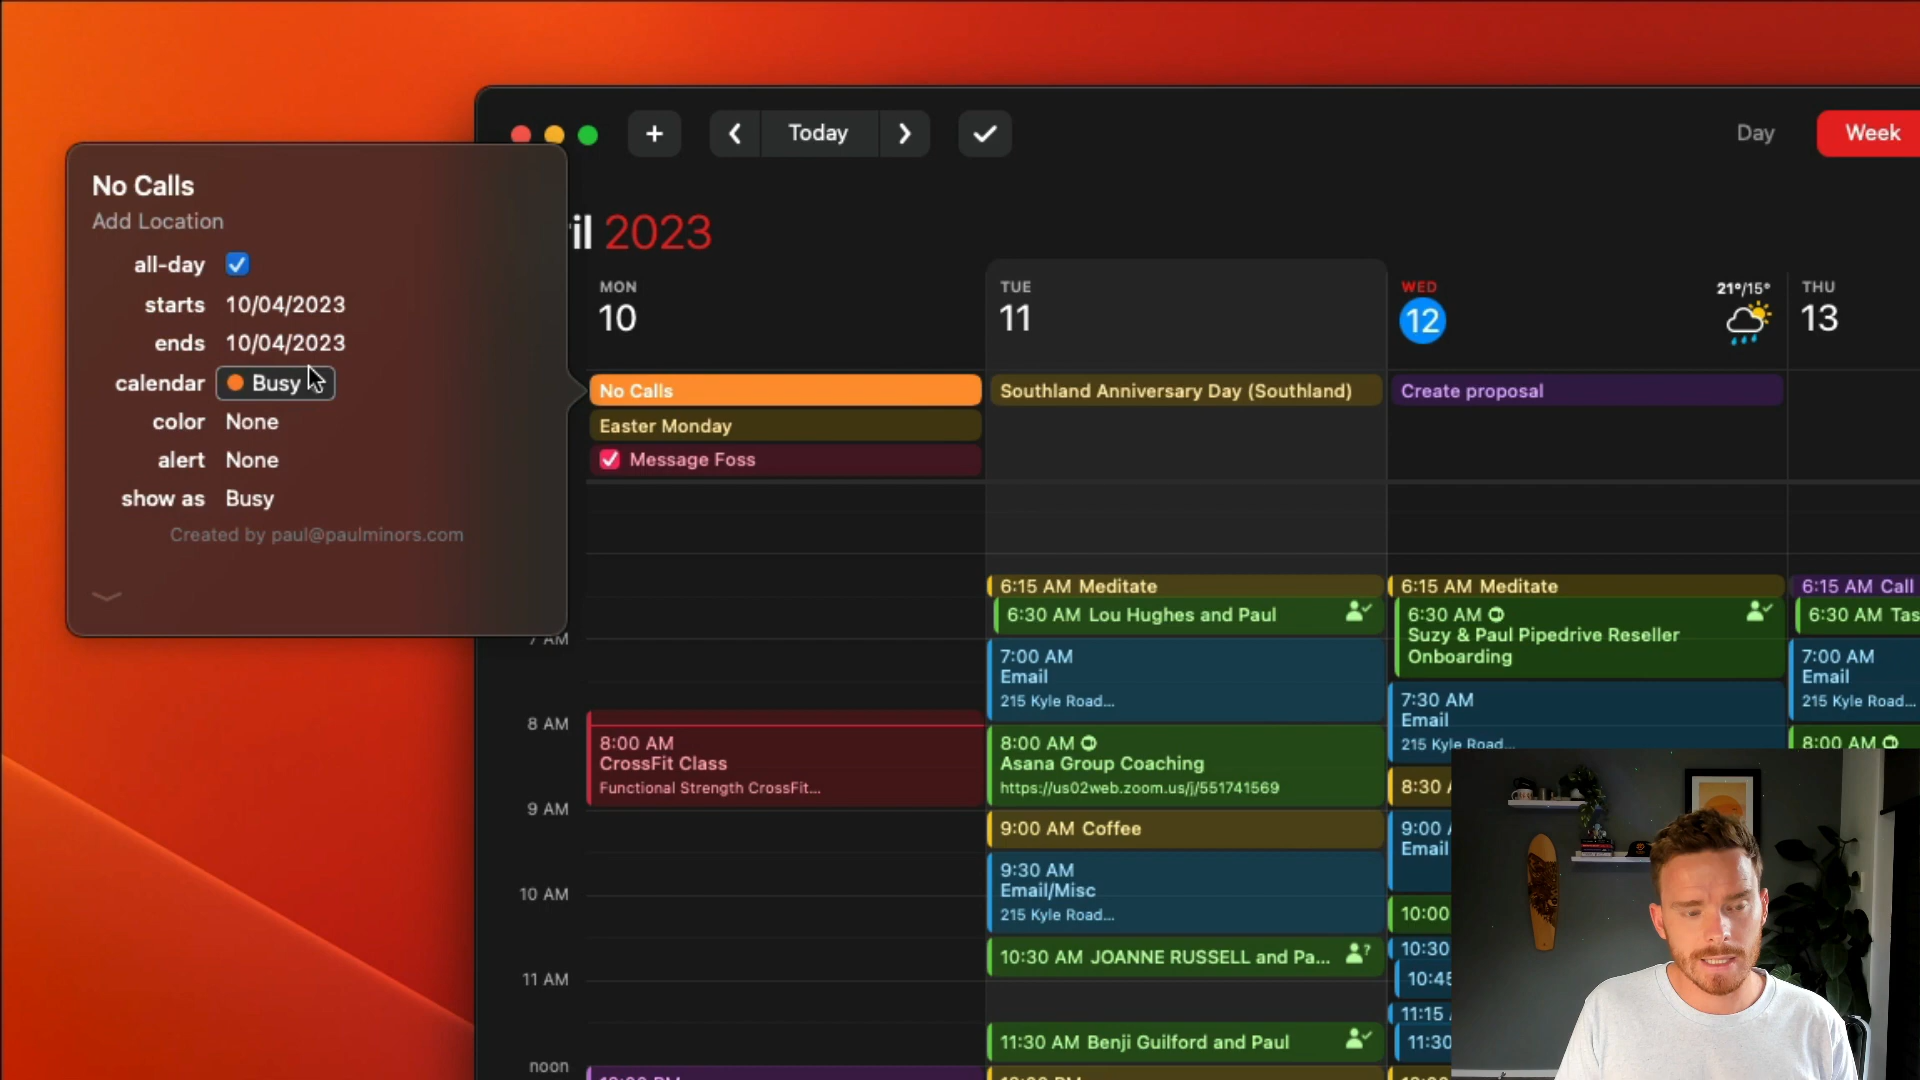 Today
Day
Week
No Calls
Add Location
all-day
starts 10/04/2023
ends 10/04/2023
calendar Busy
color None
alert None
show as Busy
Created by paul@paulminors.com
il 2023
MON
10
TUE
11
WED
12
21°/15°
THU
13
No Calls
Easter Monday
Message Foss
Southland Anniversary Day (Southland)
Create proposal
7 AM
8 AM
9 AM
10 AM
11 AM
noon
8:00 AM
CrossFit Class
Functional Strength CrossFit...
6:15 AM Meditate
6:30 AM Lou Hughes and Paul
7:00 AM
Email
215 Kyle Road...
8:00 AM
Asana Group Coaching
https://us02web.zoom.us/j/551741569
9:00 AM Coffee
9:30 AM
Email/Misc
215 Kyle Road...
10:30 AM JOANNE RUSSELL and Pa...
11:30 AM Benji Guilford and Paul
6:15 AM Meditate
6:30 AM
Suzy & Paul Pipedrive Reseller
Onboarding
7:30 AM
Email
215 Kyle Road...
8:30
9:00
Email
10:00
10:30
10:45
11:15
11:30
6:15 AM Call
6:30 AM Tas
7:00 AM
Email
215 Kyle Road...
8:00 AM